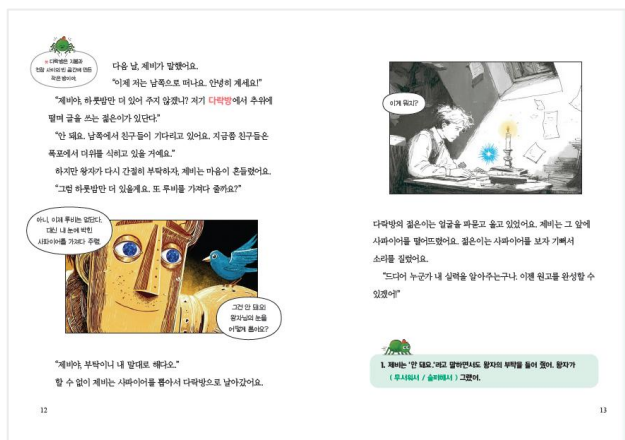 ● 다락방은 지붕과
천장 사이의 빈 공간에 만든
작은 방이야.
다음 날, 제비가 말했어요.
“이제 저는 남쪽으로 떠나요. 안녕히 계세요!”
“제비야, 하룻밤만 더 있어 주지 않겠니? 저기 다락방에서 추위에
떨며 글을 쓰는 젊은이가 있단다.”
“안 돼요. 남쪽에서 친구들이 기다리고 있어요. 지금쯤 친구들은
폭포에서 더위를 식히고 있을 거예요.”
하지만 왕자가 다시 간절히 부탁하자, 제비는 마음이 흔들렸어요.
“그럼 하룻밤만 더 있을게요. 또 루비를 가져다 줄까요?”
아니, 이제 루비는 없단다.
대신 내 눈에 박힌
사파이어를 가져다 주렴.
그건 안 돼요!
왕자님의 눈을
어떻게 뽑아요?
“제비야, 부탁이니 내 말대로 해다오.”
할 수 없이 제비는 사파이어를 뽑아서 다락방으로 날아갔어요.
12
이게 뭐지?
다락방의 젊은이는 얼굴을 파묻고 울고 있었어요. 제비는 그 앞에
사파이어를 떨어뜨렸어요. 젊은이는 사파이어를 보자 기뻐서
소리를 질렀어요.
“드디어 누군가 내 실력을 알아주는구나. 이젠 원고를 완성할 수
있겠어!”
1. 제비는 '안 돼요.'라고 말하면서도 왕자의 부탁을 들어 줬어. 왕자가
( 무서워서 / 슬퍼해서 ) 그랬어.
13